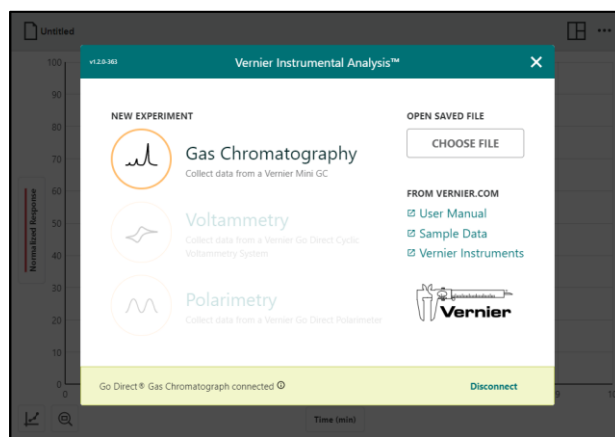 Untitled
v1.2.0-363
Vernier Instrumental Analysis™
NEW EXPERIMENT
Gas Chromatography
Collect data from a Vernier Mini GC
Voltammetry
Collect data from a Vernier Go Direct Cyclic
Voltammetry System
Polarimetry
Collect data from a Vernier Go Direct Polarimeter
OPEN SAVED FILE
CHOOSE FILE
FROM VERNIER.COM
User Manual
Sample Data
Vernier Instruments
Vernier
Go Direct® Gas Chromatograph connected
Disconnect
Normalized Response
100
90
80
70
60
50
40
30
20
10
0
0
9
10
Time (min)